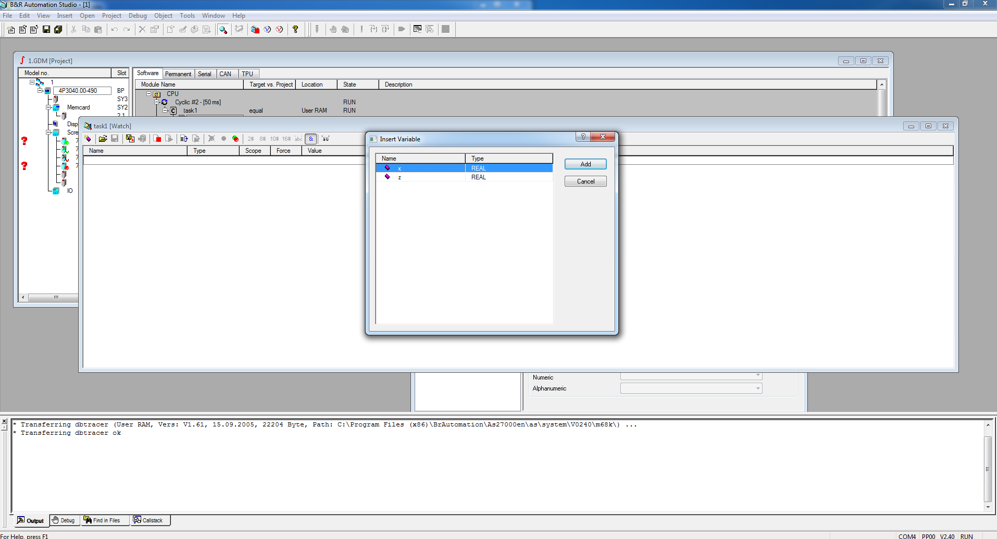 B&R Automation Studio - [1]
File Edit View Insert Open Project Debug Object Tools Window Help
1.GDM [Project]
Model no. Slot
Software Permanent Serial CAN TPU
Module Name Target vs. Project Location State Description
1
CPU
4P3040.00-490 BP
Cyclic #2 - [50 ms] RUN
SY3
task1 equal User RAM RUN
Memcard SY2
Disp
Scre
IO
task1 [Watch]
Name Type Scope Force Value
Insert Variable
Name Type
x REAL
z REAL
Add
Cancel
Numeric
Alphanumeric
* Transferring dbtracer (User RAM, Vers: V1.61, 15.09.2005, 22204 Byte, Path: C:\Program Files (x86)\BrAutomation\As27000en\as\system\V0240\m68k\) ...
* Transferring dbtracer ok
Output Debug Find in Files Callstack
For Help, press F1
COM4 PP00 V2.40 RUN